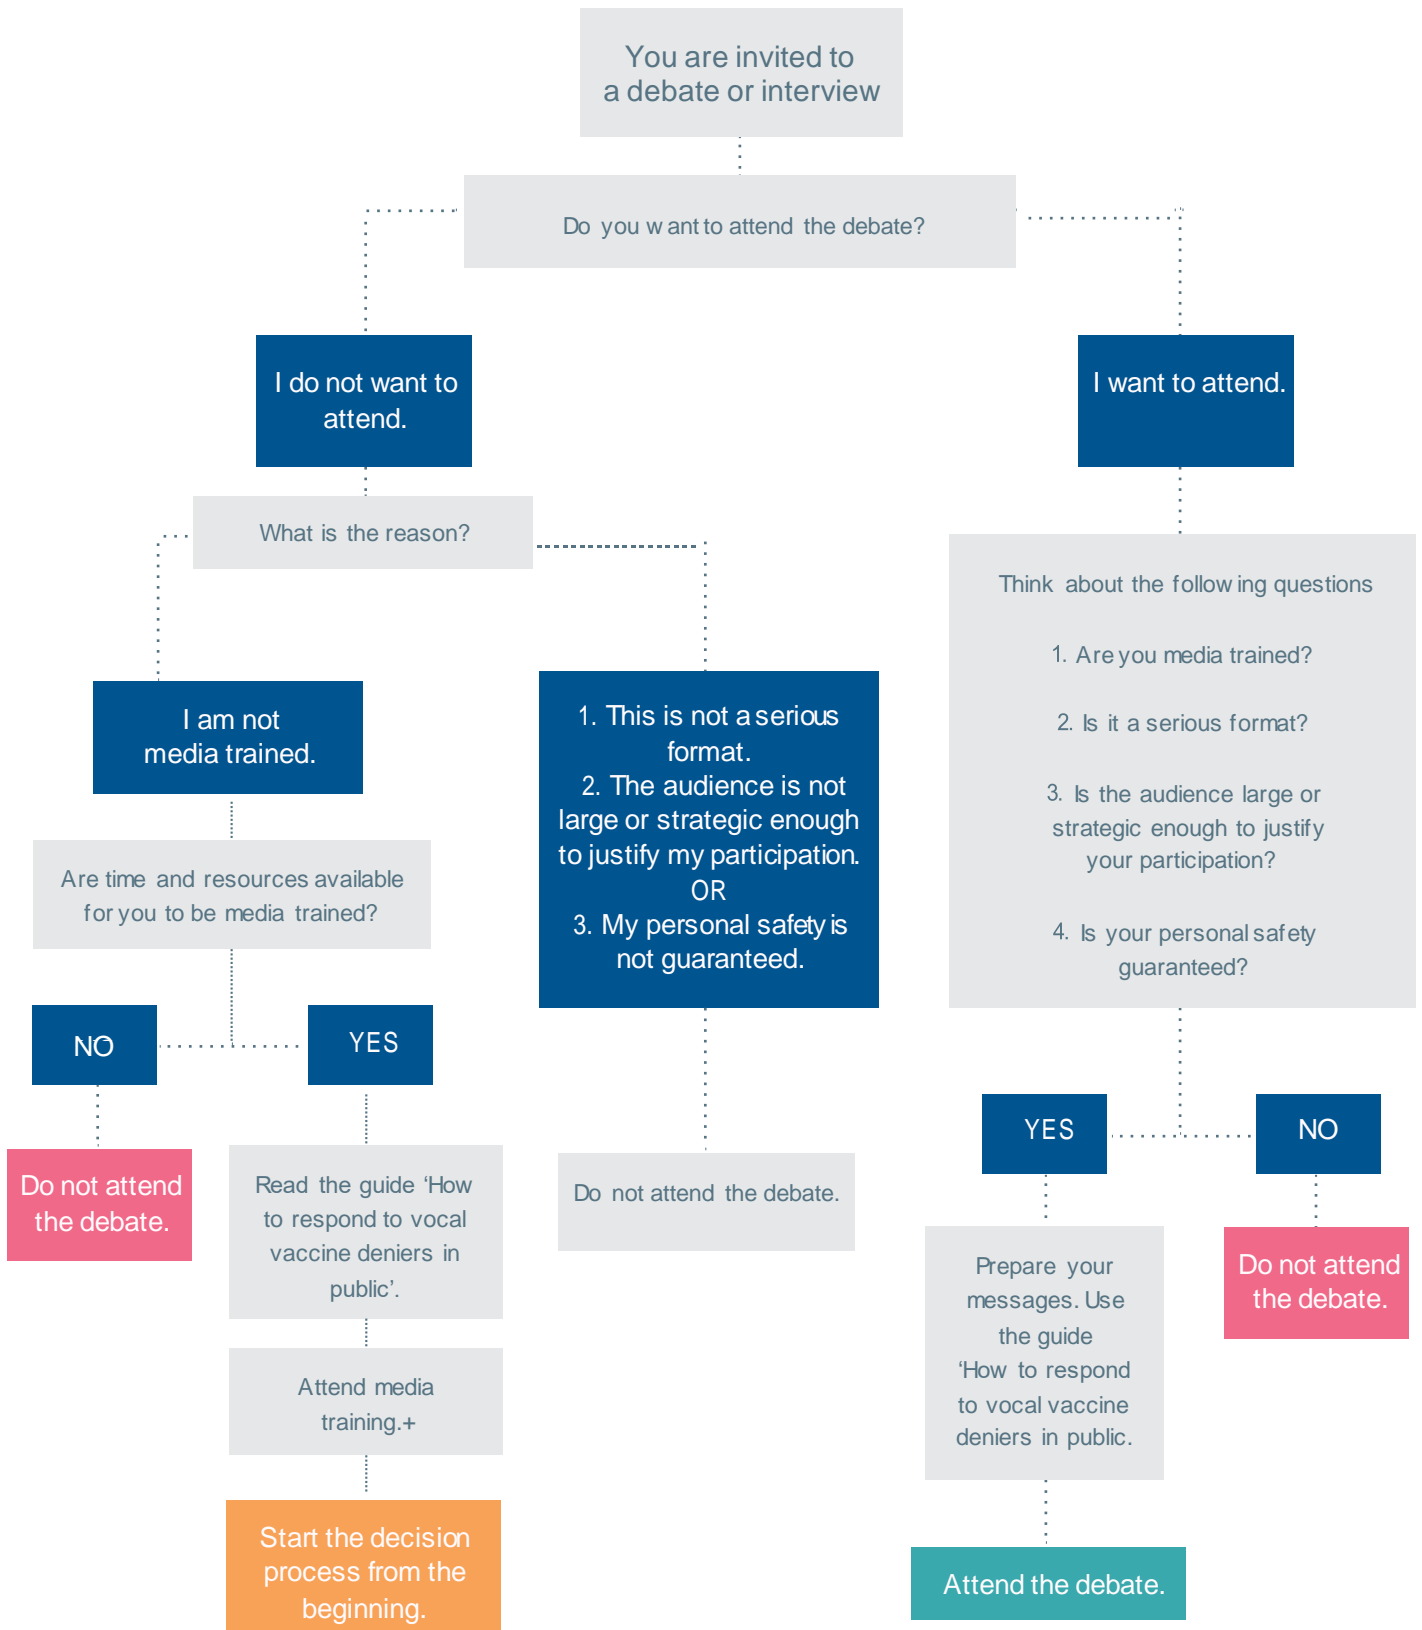 You are invited to
a debate or interview
Do you want to attend the debate?
I do not want to
attend.
I want to attend.
What is the reason?
Think about the following questions
1. Are you media trained?
2. Is it a serious format?
3. Is the audience large or
strategic enough to justify
your participation?
4. Is your personal safety
guaranteed?
I am not
media trained.
1. This is not a serious
format.
2. The audience is not
large or strategic enough
to justify my participation.
OR
3. My personal safety is
not guaranteed.
Are time and resources available
for you to be media trained?
NO
YES
YES
NO
Do not attend
the debate.
Read the guide ‘How
to respond to vocal
vaccine deniers in
public’.
Do not attend the debate.
Prepare your
messages. Use
the guide
‘How to respond
to vocal vaccine
deniers in public.
Do not attend
the debate.
Attend media
training.+
Start the decision
process from the
beginning.
Attend the debate.